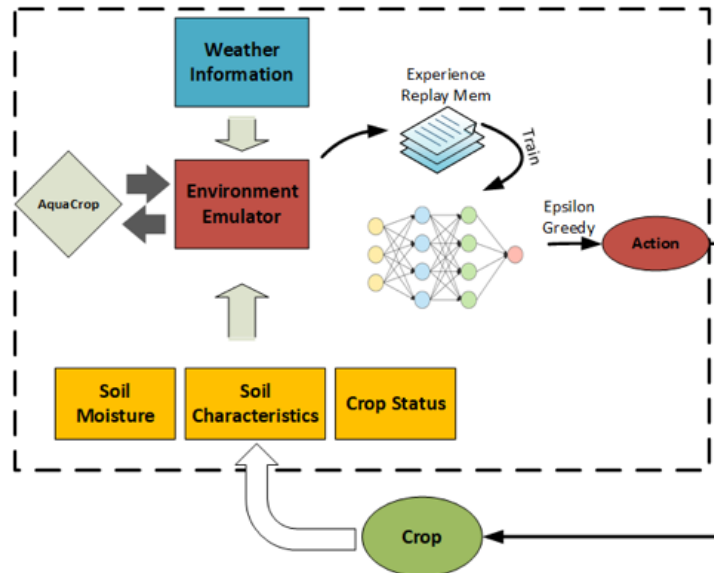 Weather
Information
Experience
Replay Mem
Train
AquaCrop
Environment
Emulator
Epsilon
Greedy
Action
Soil
Moisture
Soil
Characteristics
Crop Status
Crop